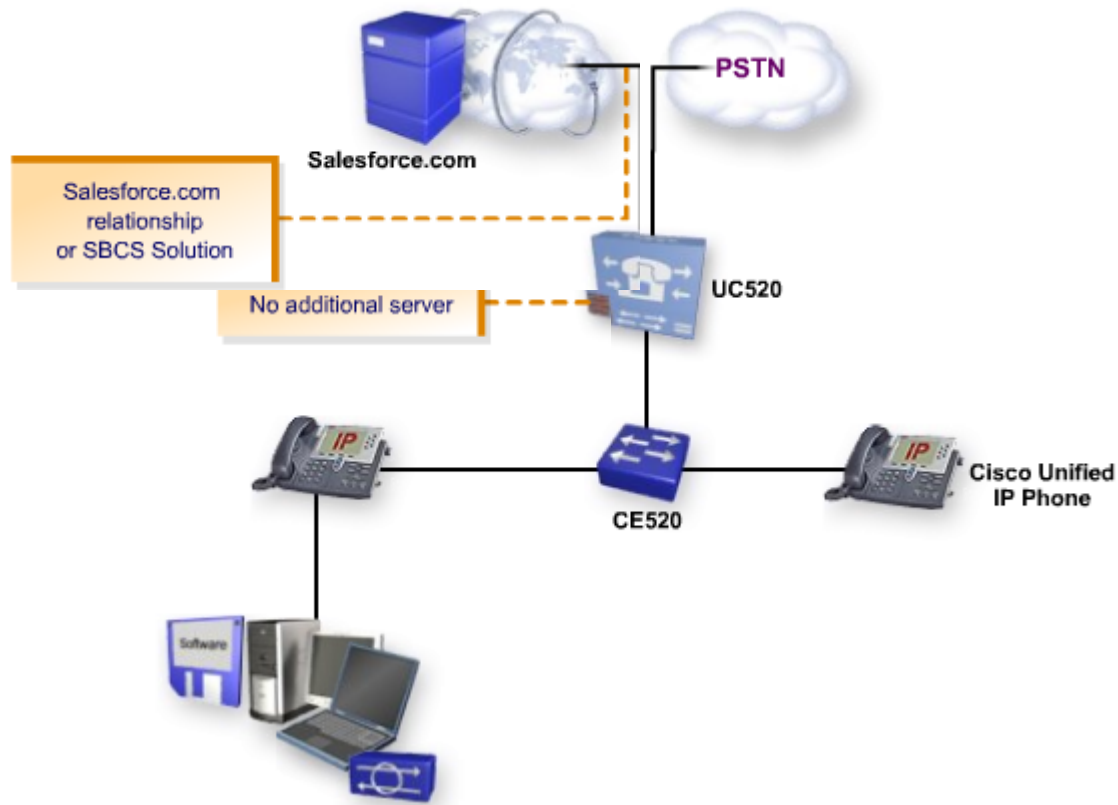 PSTN
Salesforce.com
Salesforce.com
relationship
or SBCS Solution
UC520
No additional server
IP
IP
Cisco Unified
IP Phone
CE520
Software